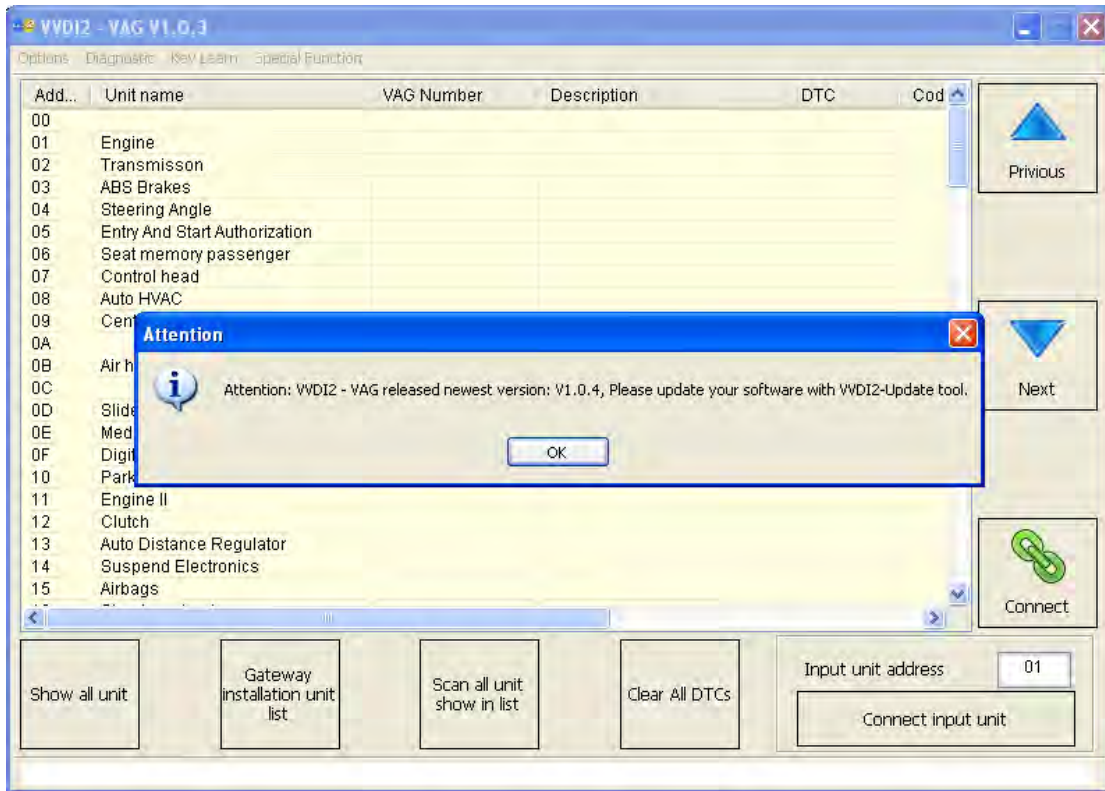 VVDI2 - VAG V1.0.3
Options Diagnostic Key Learn Special Function
Add... Unit name VAG Number Description DTC Cod
00
01 Engine
02 Transmisson
03 ABS Brakes
04 Steering Angle
05 Entry And Start Authorization
06 Seat memory passenger
07 Control head
08 Auto HVAC
09 Cent
0A
0B Air h
0C
0D Slide
0E Med
0F Digit
10 Park
11 Engine II
12 Clutch
13 Auto Distance Regulator
14 Suspend Electronics
15 Airbags
Attention
Attention: VVDI2 - VAG released newest version: V1.0.4, Please update your software with VVDI2-Update tool.
OK
Privious
Next
Connect
Show all unit
Gateway
installation unit
list
Scan all unit
show in list
Clear All DTCs
Input unit address 01
Connect input unit